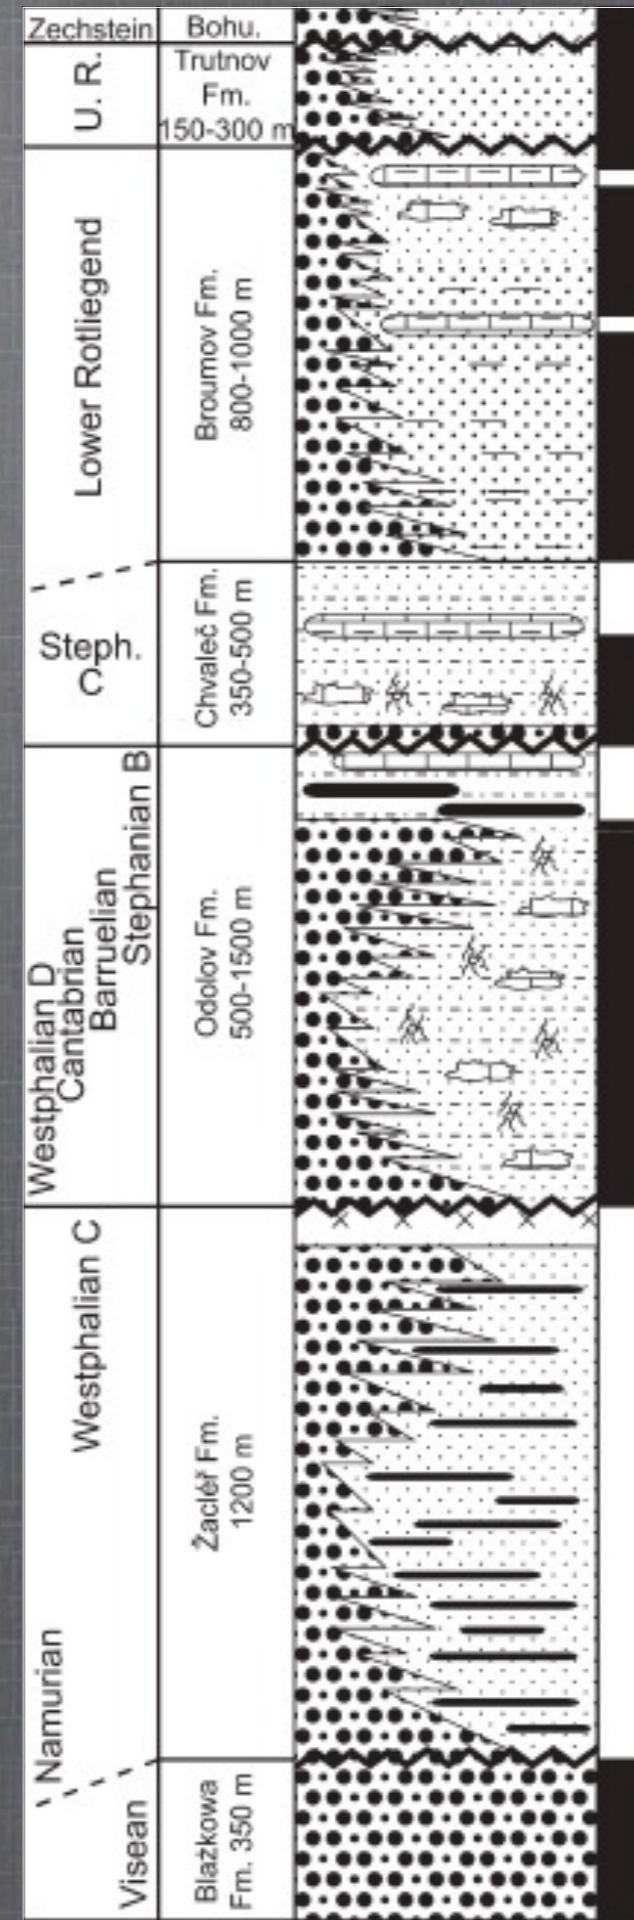 Zechstein
Bohu.
U. R.
Trutnov
Fm.
150-300 m
Lower Rotliegend
Broumov Fm.
800-1000 m
Steph.
C
Chvaleč Fm.
350-500 m
Stephanian B
Barruelian
Cantabrian
Westphalian D
Odolov Fm.
500-1500 m
Westphalian C
Žacléř Fm.
1200 m
Namurian
Visean
Blažkowa
Fm. 350 m